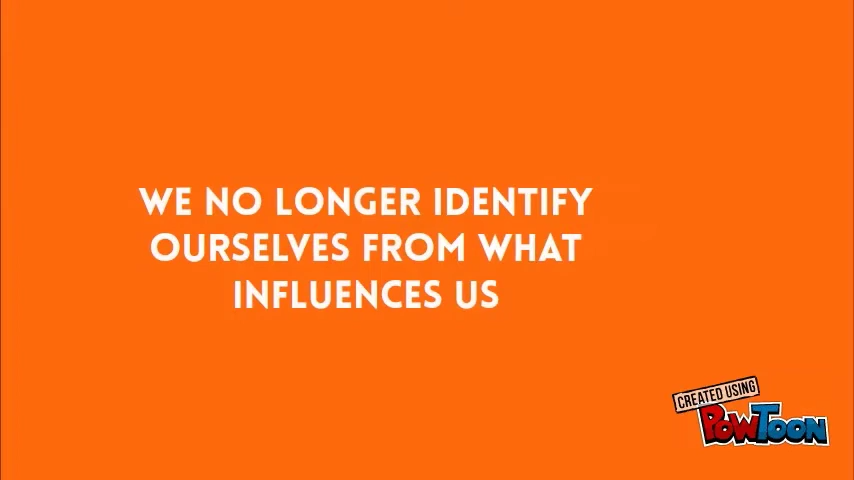 WE NO LONGER IDENTIFY
OURSELVES FROM WHAT
INFLUENCES US
CREATED USING
POWTOON